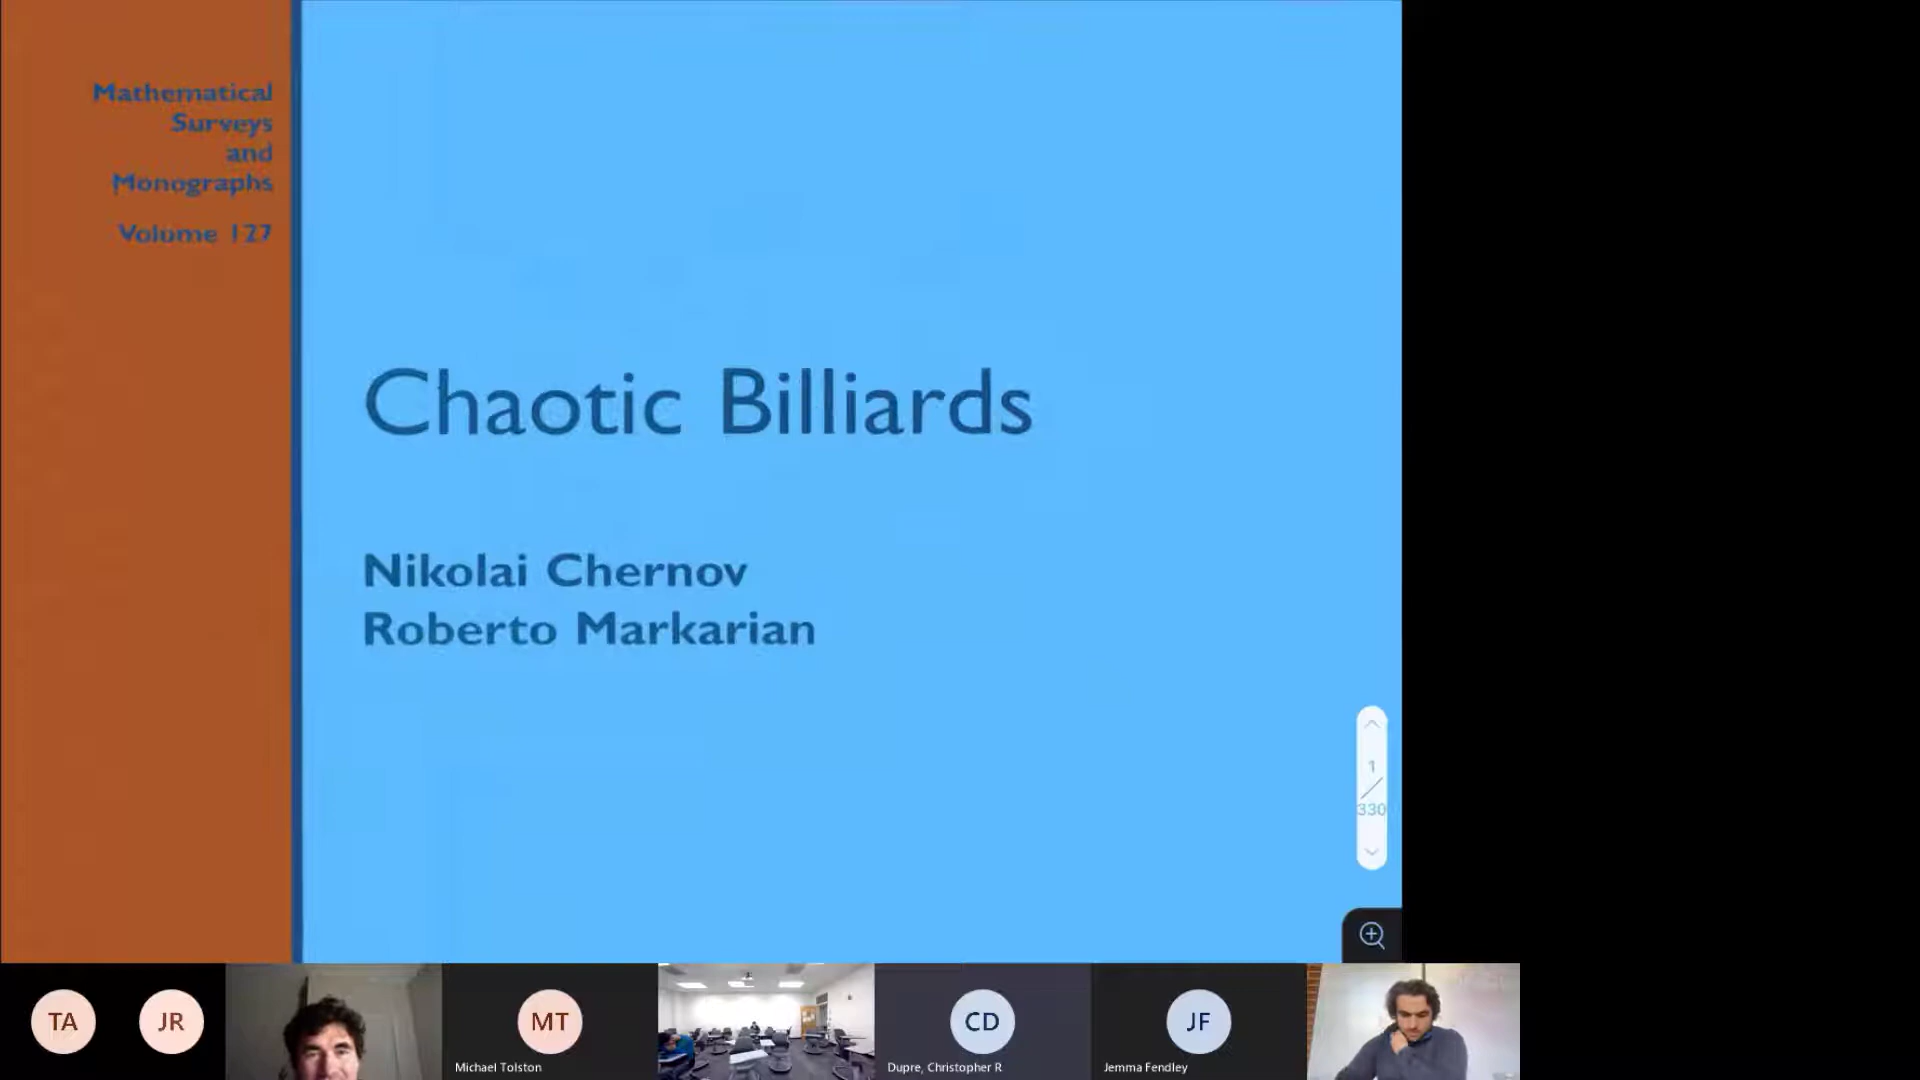 Mathematical
Surveys
and
Monographs
Volume 127
Chaotic Billiards
Nikolai Chernov
Roberto Markarian
1
330
TA
JR
MT
Michael Tolston
CD
Dupre, Christopher R
JF
Jemma Fendley